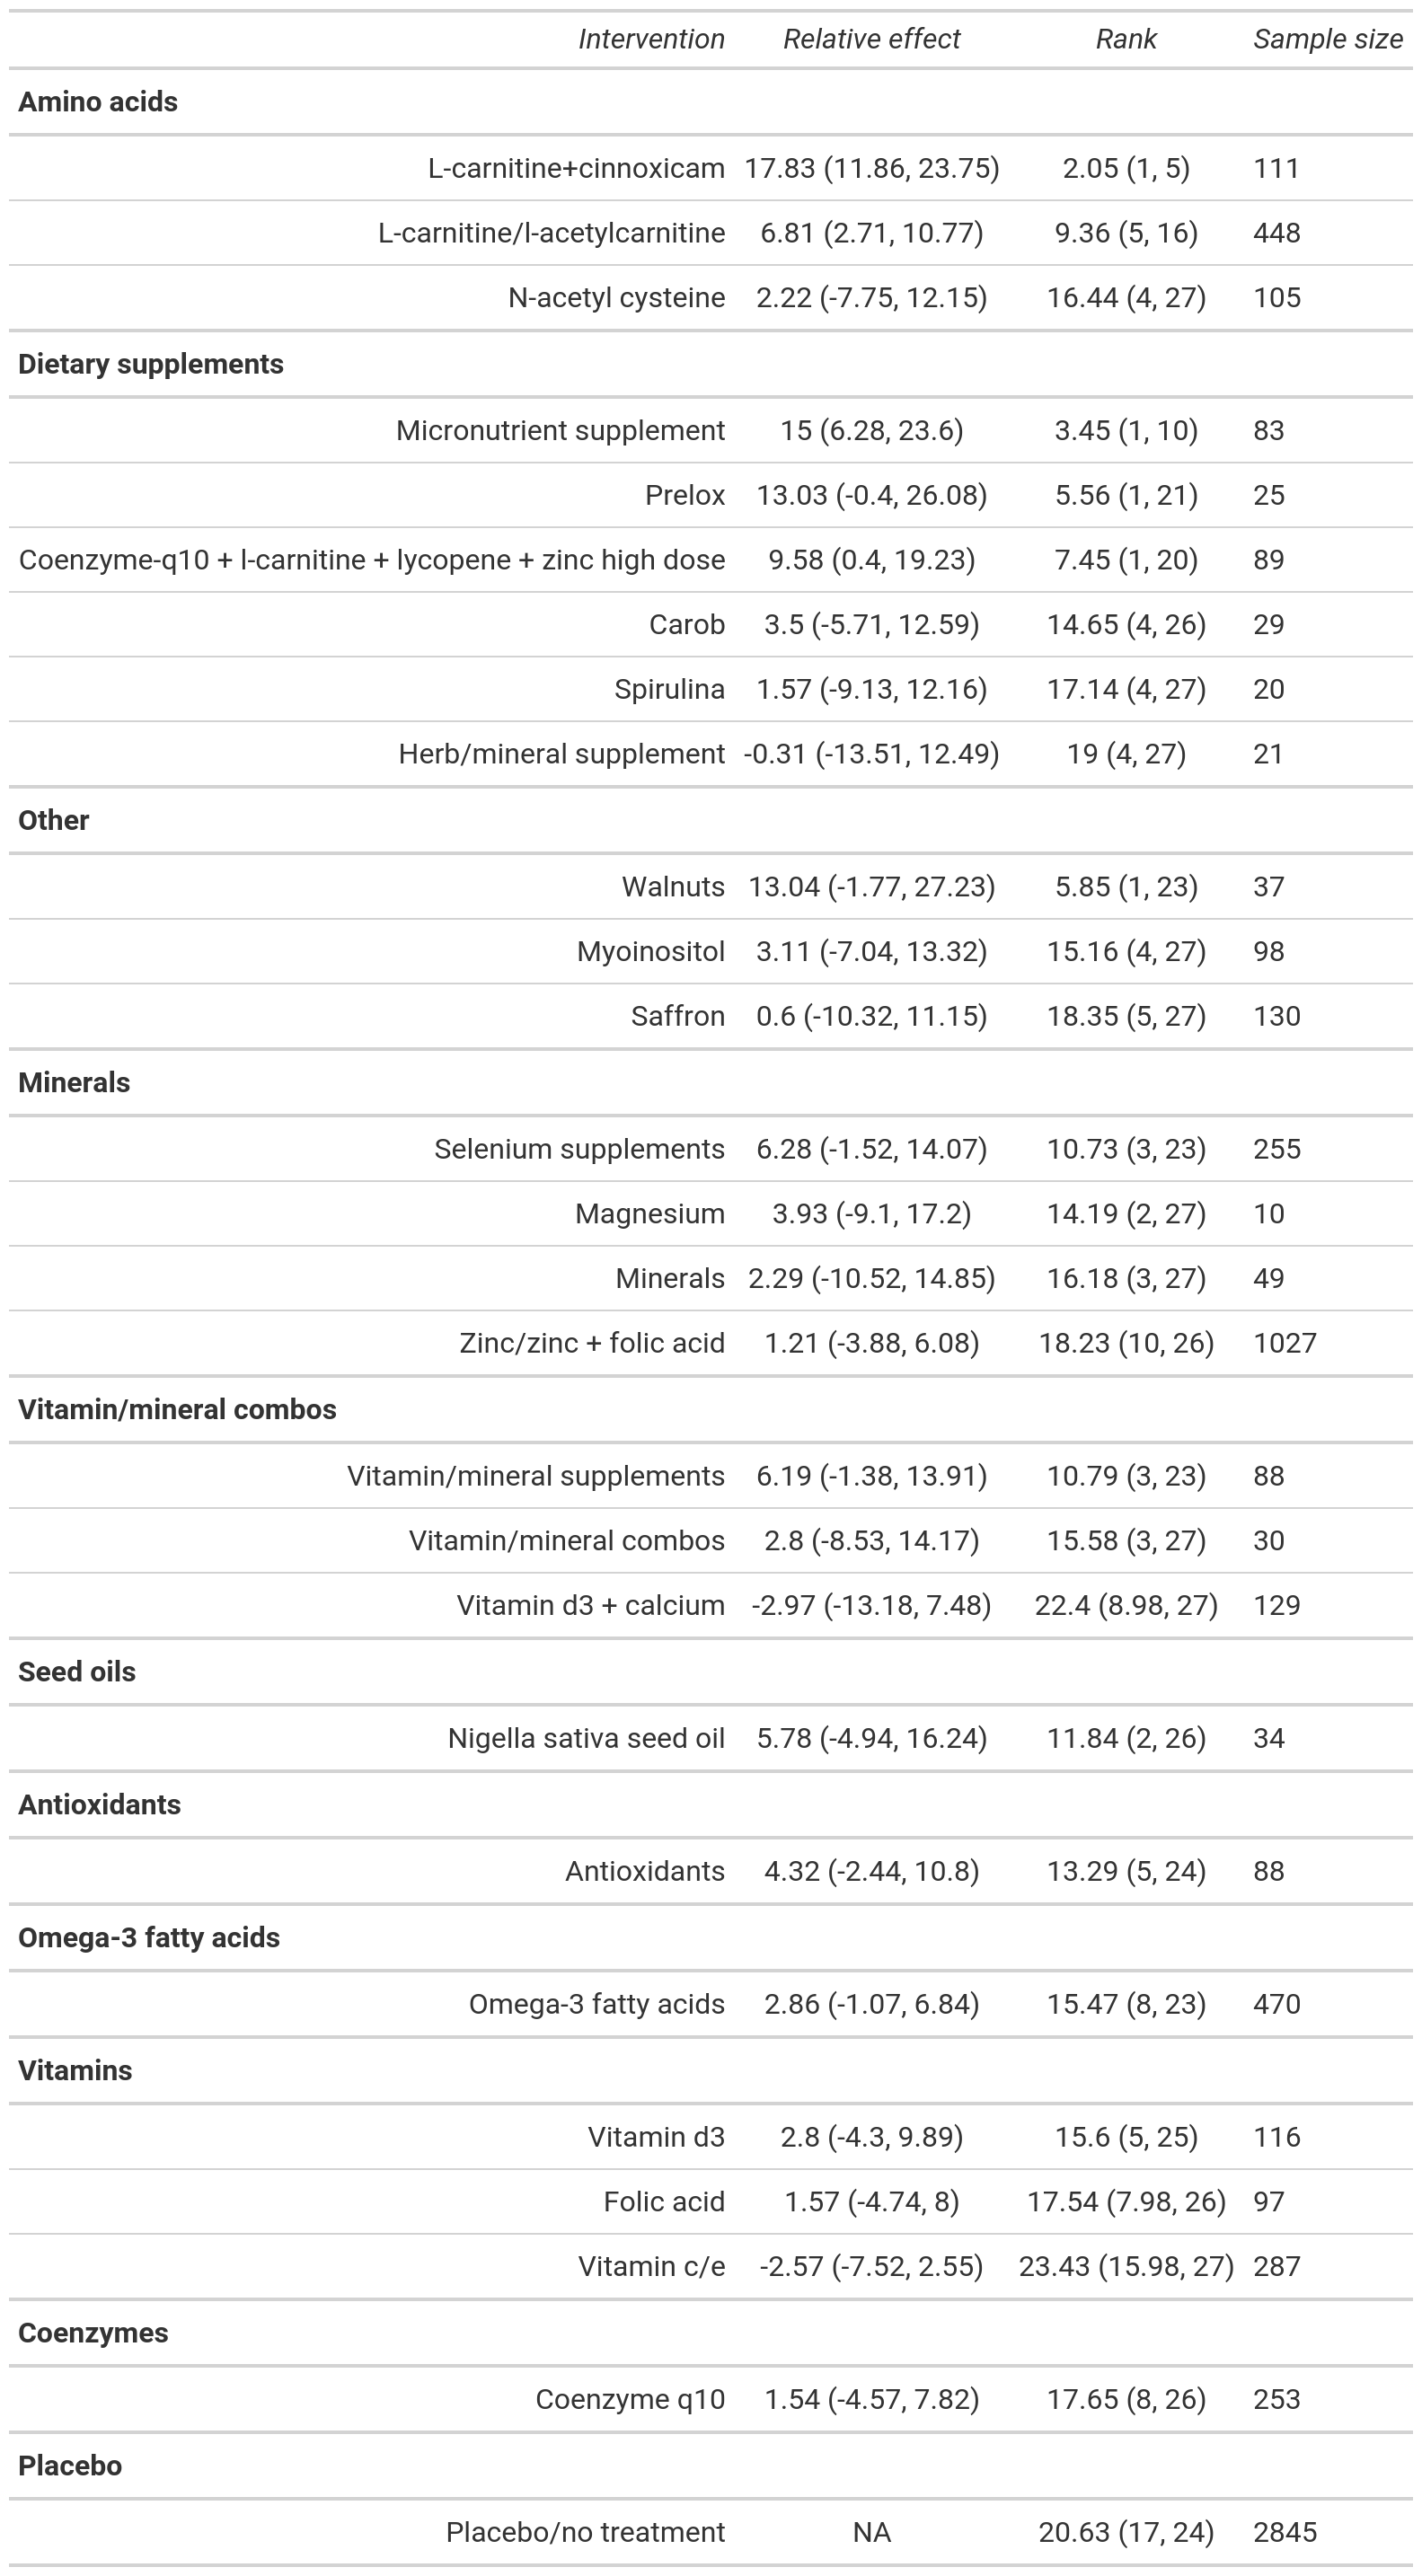 Intervention Relative effect Rank Sample size
Amino acids
L-carnitine+cinnoxicam 17.83 (11.86, 23.75) 2.05 (1, 5) 111
L-carnitine/l-acetylcarnitine 6.81 (2.71, 10.77) 9.36 (5, 16) 448
N-acetyl cysteine 2.22 (-7.75, 12.15) 16.44 (4, 27) 105
Dietary supplements
Micronutrient supplement 15 (6.28, 23.6) 3.45 (1, 10) 83
Prelox 13.03 (-0.4, 26.08) 5.56 (1, 21) 25
Coenzyme-q10 + l-carnitine + lycopene + zinc high dose 9.58 (0.4, 19.23) 7.45 (1, 20) 89
Carob 3.5 (-5.71, 12.59) 14.65 (4, 26) 29
Spirulina 1.57 (-9.13, 12.16) 17.14 (4, 27) 20
Herb/mineral supplement -0.31 (-13.51, 12.49) 19 (4, 27) 21
Other
Walnuts 13.04 (-1.77, 27.23) 5.85 (1, 23) 37
Myoinositol 3.11 (-7.04, 13.32) 15.16 (4, 27) 98
Saffron 0.6 (-10.32, 11.15) 18.35 (5, 27) 130
Minerals
Selenium supplements 6.28 (-1.52, 14.07) 10.73 (3, 23) 255
Magnesium 3.93 (-9.1, 17.2) 14.19 (2, 27) 10
Minerals 2.29 (-10.52, 14.85) 16.18 (3, 27) 49
Zinc/zinc + folic acid 1.21 (-3.88, 6.08) 18.23 (10, 26) 1027
Vitamin/mineral combos
Vitamin/mineral supplements 6.19 (-1.38, 13.91) 10.79 (3, 23) 88
Vitamin/mineral combos 2.8 (-8.53, 14.17) 15.58 (3, 27) 30
Vitamin d3 + calcium -2.97 (-13.18, 7.48) 22.4 (8.98, 27) 129
Seed oils
Nigella sativa seed oil 5.78 (-4.94, 16.24) 11.84 (2, 26) 34
Antioxidants
Antioxidants 4.32 (-2.44, 10.8) 13.29 (5, 24) 88
Omega-3 fatty acids
Omega-3 fatty acids 2.86 (-1.07, 6.84) 15.47 (8, 23) 470
Vitamins
Vitamin d3 2.8 (-4.3, 9.89) 15.6 (5, 25) 116
Folic acid 1.57 (-4.74, 8) 17.54 (7.98, 26) 97
Vitamin c/e -2.57 (-7.52, 2.55) 23.43 (15.98, 27) 287
Coenzymes
Coenzyme q10 1.54 (-4.57, 7.82) 17.65 (8, 26) 253
Placebo
Placebo/no treatment NA 20.63 (17, 24) 2845